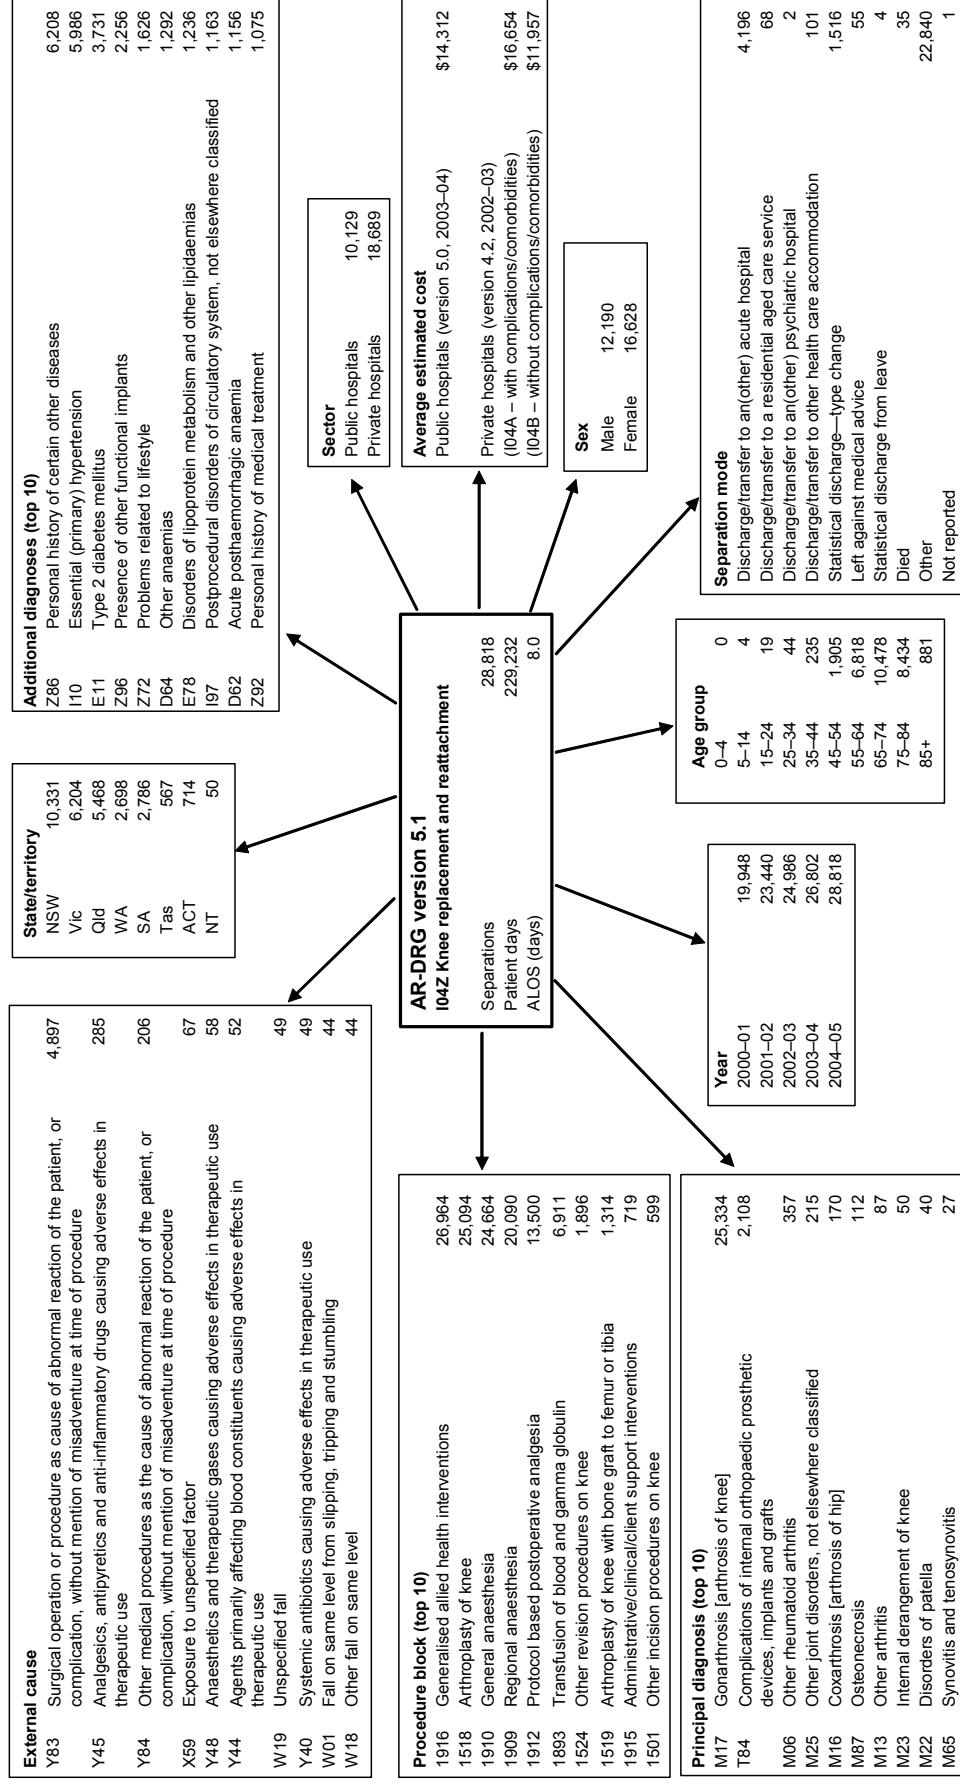 External cause
Y83 Surgical operation or procedure as cause of abnormal reaction of the patient, or 4,897
complication, without mention of misadventure at time of procedure
Y45 Analgesics, antipyretics and anti-inflammatory drugs causing adverse effects in 285
therapeutic use
Y84 Other medical procedures as the cause of abnormal reaction of the patient, or 206
complication, without mention of misadventure at time of procedure
X59 Exposure to unspecified factor 67
Y48 Anaesthetics and therapeutic gases causing adverse effects in therapeutic use 58
Y44 Agents primarily affecting blood constituents causing adverse effects in 52
therapeutic use
W19 Unspecified fall 49
Y40 Systemic antibiotics causing adverse effects in therapeutic use 49
W01 Fall on same level from slipping, tripping and stumbling 44
W18 Other fall on same level 44
State/territory
NSW 10,331
Vic 6,204
Qld 5,468
WA 2,698
SA 2,786
Tas 567
ACT 714
NT 50
Additional diagnoses (top 10)
Z86 Personal history of certain other diseases 6,208
I10 Essential (primary) hypertension 5,986
E11 Type 2 diabetes mellitus 3,731
Z96 Presence of other functional implants 2,256
Z72 Problems related to lifestyle 1,626
D64 Other anaemias 1,292
E78 Disorders of lipoprotein metabolism and other lipidaemias 1,236
I97 Postprocedural disorders of circulatory system, not elsewhere classified 1,163
D62 Acute posthaemorrhagic anaemia 1,156
Z92 Personal history of medical treatment 1,075
Procedure block (top 10)
1916 Generalised allied health interventions 26,964
1518 Arthroplasty of knee 25,094
1910 General anaesthesia 24,664
1909 Regional anaesthesia 20,090
1912 Protocol based postoperative analgesia 13,500
1893 Transfusion of blood and gamma globulin 6,911
1524 Other revision procedures on knee 1,896
1519 Arthroplasty of knee with bone graft to femur or tibia 1,314
1915 Administrative/clinical/client support interventions 719
1501 Other incision procedures on knee 599
AR-DRG version 5.1
I04Z Knee replacement and reattachment
Separations 28,818
Patient days 229,232
ALOS (days) 8.0
Sector
Public hospitals 10,129
Private hospitals 18,689
Average estimated cost
Public hospitals (version 5.0, 2003–04) $14,312
Private hospitals (version 4.2, 2002–03)
(I04A – with complications/comorbidities) $16,654
(I04B – without complications/comorbidities) $11,957
Sex
Male 12,190
Female 16,628
Principal diagnosis (top 10)
M17 Gonarthrosis [arthrosis of knee] 25,334
T84 Complications of internal orthopaedic prosthetic 2,108
devices, implants and grafts
M06 Other rheumatoid arthritis 357
M25 Other joint disorders, not elsewhere classified 215
M16 Coxarthrosis [arthrosis of hip] 170
M87 Osteonecrosis 112
M13 Other arthritis 87
M23 Internal derangement of knee 50
M22 Disorders of patella 40
M65 Synovitis and tenosynovitis 27
Year
2000–01 19,948
2001–02 23,440
2002–03 24,986
2003–04 26,802
2004–05 28,818
Age group
0–4 0
5–14 4
15–24 19
25–34 44
35–44 235
45–54 1,905
55–64 6,818
65–74 10,478
75–84 8,434
85+ 881
Separation mode
Discharge/transfer to an(other) acute hospital 4,196
Discharge/transfer to a residential aged care service 68
Discharge/transfer to an(other) psychiatric hospital 2
Discharge/transfer to other health care accommodation 101
Statistical discharge—type change 1,516
Left against medical advice 55
Statistical discharge from leave 4
Died 35
Other 22,840
Not reported 1